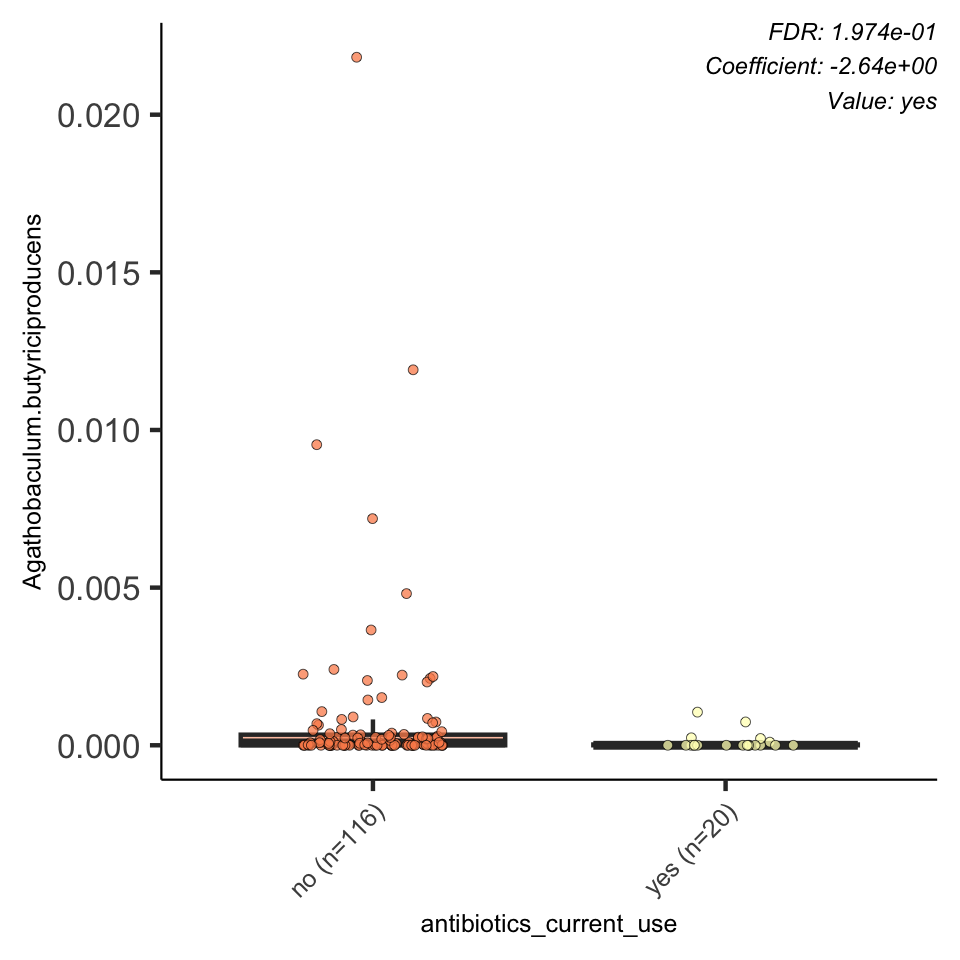 FDR: 1.974e-01
Coefficient: -2.64e+00
Value: yes
Agathobaculum.butyriciproducens
0.020
0.015
0.010
0.005
0.000
no (n=116)
yes (n=20)
antibiotics_current_use